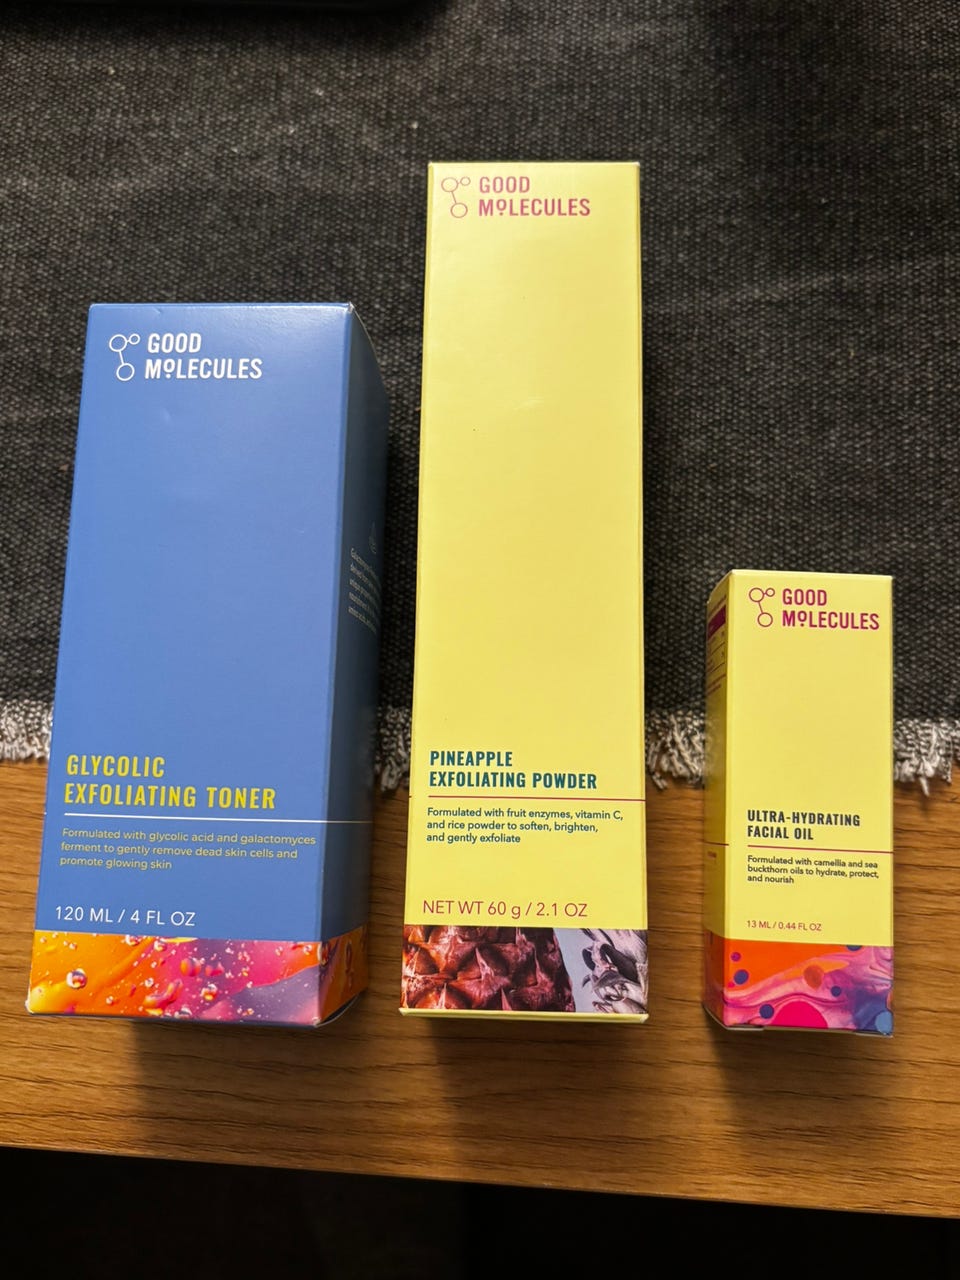 GOOD
MOLECULES
GLYCOLIC
EXFOLIATING TONER
Formulated with glycolic acid and galactomyces
ferment to gently remove dead skin cells and
promote glowing skin
120 ML / 4 FL OZ
GOOD
MOLECULES
PINEAPPLE
EXFOLIATING POWDER
Formulated with fruit enzymes, vitamin C,
and rice powder to soften, brighten,
and gently exfoliate
NET WT 60 g / 2.1 OZ
GOOD
MOLECULES
ULTRA-HYDRATING
FACIAL OIL
Formulated with camellia and sea
buckthorn oils to hydrate, protect,
and nourish
13 ML / 0.44 FL OZ